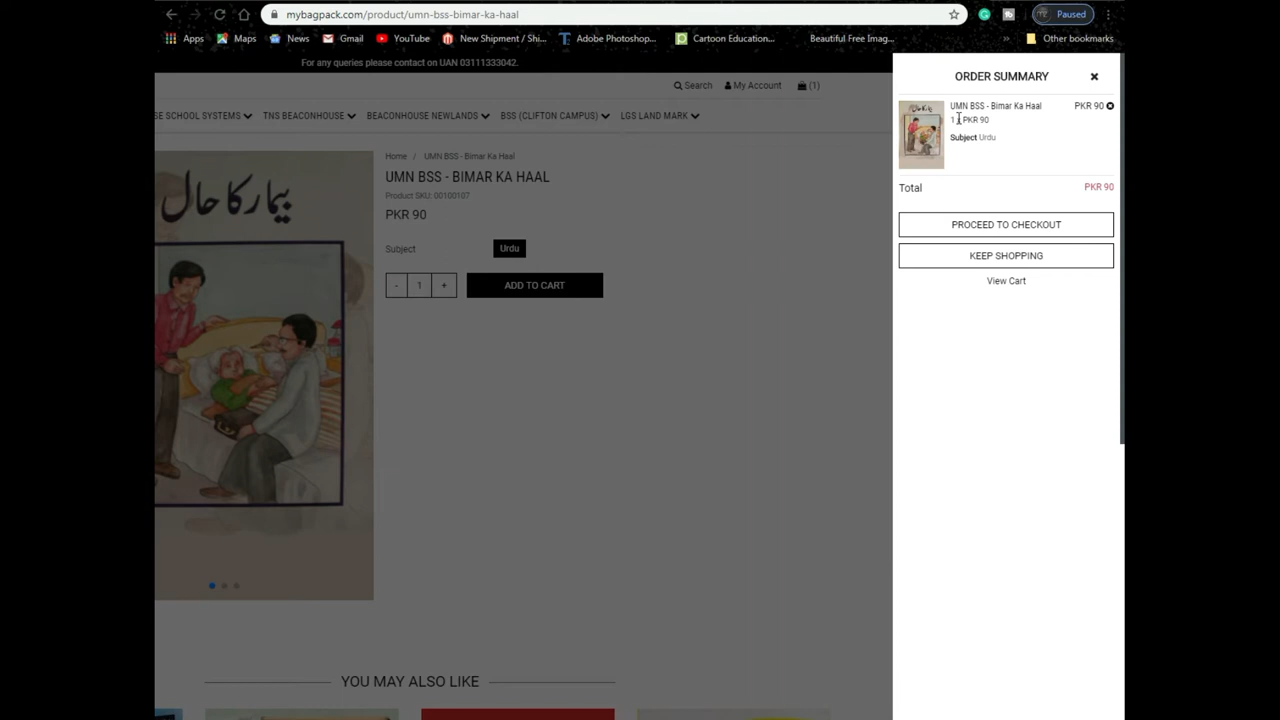 mybagpack.com/product/umn-bss-bimar-ka-haal
Paused
Apps
Maps
News
Gmail
YouTube
New Shipment / Shi...
Adobe Photoshop...
Cartoon Education...
Beautiful Free Imag...
»
Other bookmarks
For any queries please contact on UAN 03111333042.
Search
My Account
(1)
SE SCHOOL SYSTEMS
TNS BEACONHOUSE
BEACONHOUSE NEWLANDS
BSS (CLIFTON CAMPUS)
LGS LAND MARK
بیمار کا حال
Home / UMN BSS - Bimar Ka Haal
UMN BSS - BIMAR KA HAAL
Product SKU: 00100107
PKR 90
Subject
Urdu
- 1 +
ADD TO CART
YOU MAY ALSO LIKE
ORDER SUMMARY
بیمار کا حال
UMN BSS - Bimar Ka Haal
PKR 90
1 PKR 90
Subject Urdu
Total
PKR 90
PROCEED TO CHECKOUT
KEEP SHOPPING
View Cart